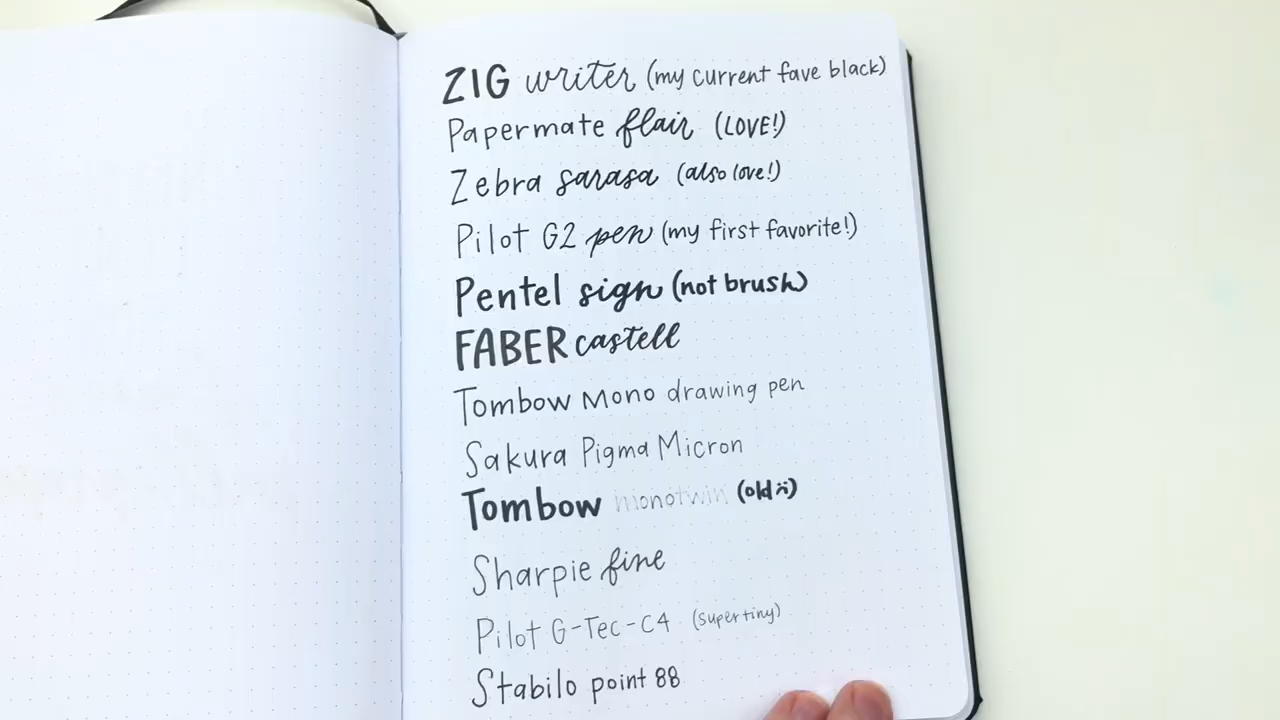 ZIG writer (my current fave black)
Papermate flair (LOVE!)
Zebra sarasa (also love!)
Pilot G2 pen (my first favorite!)
Pentel sign (not brush)
FABER castell
Tombow Mono drawing pen
Sakura Pigma Micron
Tombow monotwin (old :()
Sharpie fine
Pilot G-Tec-C4 (super tiny)
Stabilo point 88